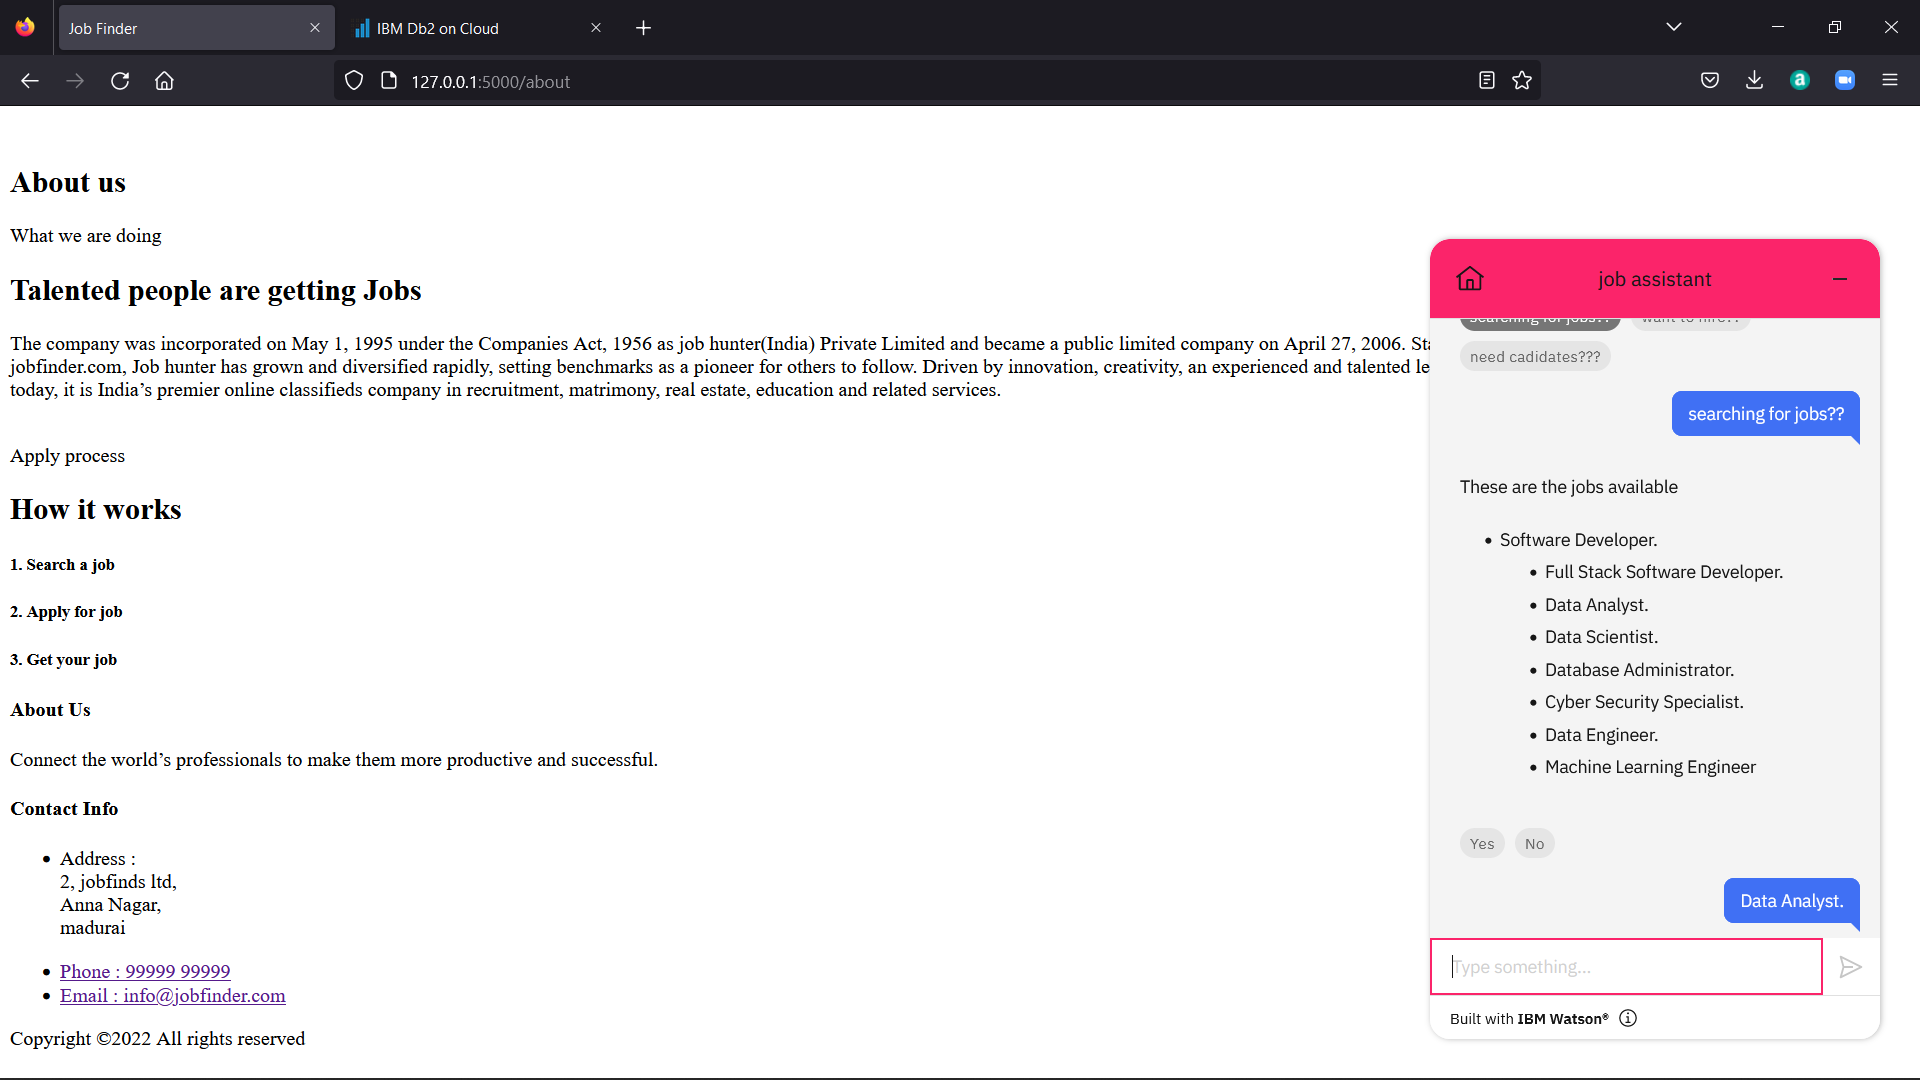 Job Finder
IBM Db2 on Cloud
127.0.0.1:5000/about
About us
What we are doing
Talented people are getting Jobs
The company was incorporated on May 1, 1995 under the Companies Act, 1956 as job hunter(India) Private Limited and became a public limited company on April 27, 2006.
jobfinder.com, Job hunter has grown and diversified rapidly, setting benchmarks as a pioneer for others to follow. Driven by innovation, creativity, an experienced and talented
today, it is India’s premier online classifieds company in recruitment, matrimony, real estate, education and related services.
Apply process
How it works
1. Search a job
2. Apply for job
3. Get your job
About Us
Connect the world’s professionals to make them more productive and successful.
Contact Info
Address :
2, jobfinds ltd,
Anna Nagar,
madurai
Phone : 99999 99999
Email : info@jobfinder.com
Copyright ©2022 All rights reserved
job assistant
searching for jobs?? want to hire??
need cadidates???
searching for jobs??
These are the jobs available
Software Developer.
Full Stack Software Developer.
Data Analyst.
Data Scientist.
Database Administrator.
Cyber Security Specialist.
Data Engineer.
Machine Learning Engineer
Yes No
Data Analyst.
Type something...
Built with IBM Watson®